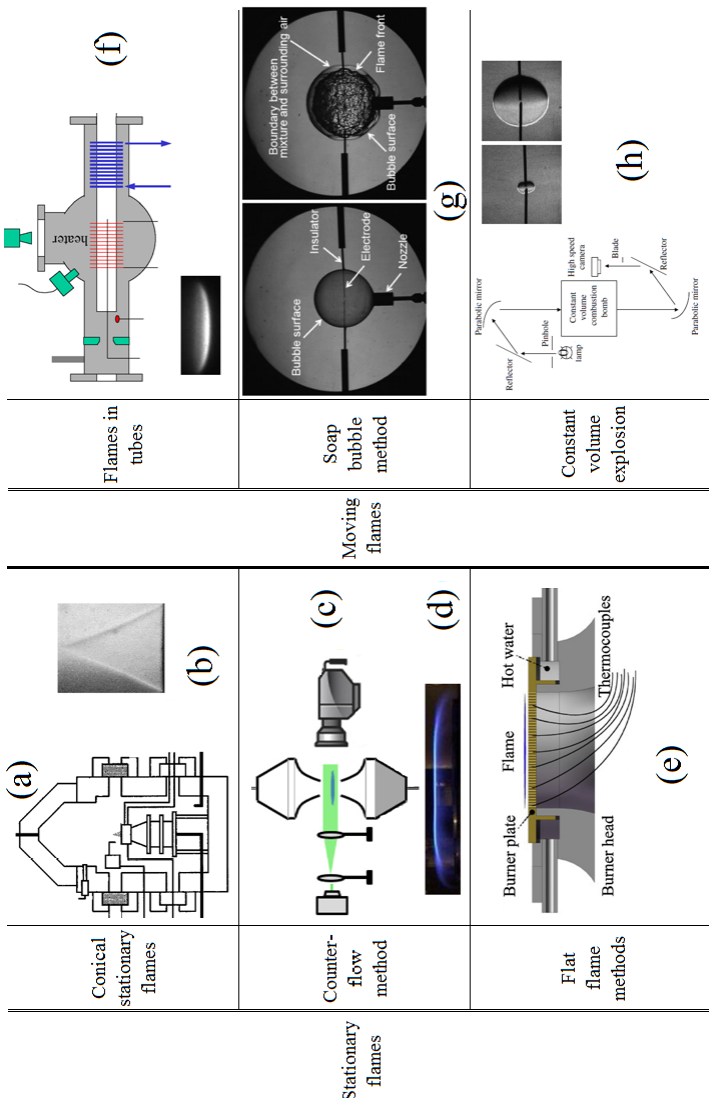 Stationary
flames
Conical
stationary
flames
(a)
(b)
Counter-
flow
method
(c)
(d)
Flat
flame
methods
Burner plate
Flame
Hot water
Burner head
Thermocouples
(e)
Moving
flames
Flames in
tubes
heater
(f)
Soap
bubble
method
Bubble surface
Insulator
Electrode
Nozzle
Boundary between
mixture and surrounding air
Flame front
Bubble surface
(g)
Constant
volume
explosion
Parabolic mirror
Reflector
Pinhole
lamp
Constant
volume
combustion
bomb
High speed
camera
Blade
Reflector
Parabolic mirror
(h)